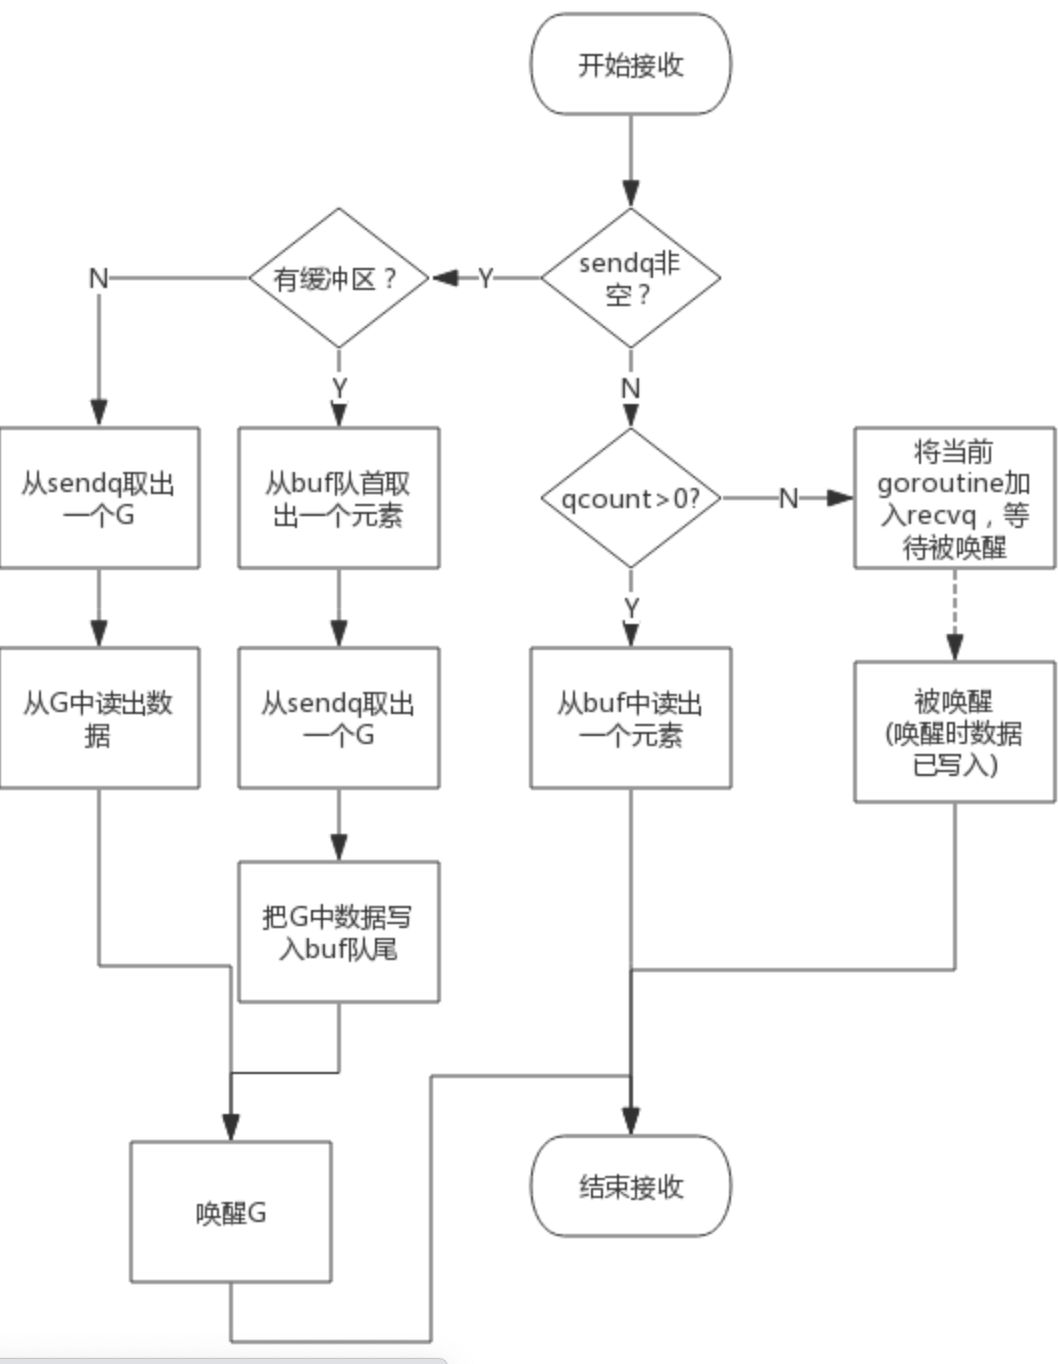 开始接收
sendq非
空？
Y
有缓冲区？
N
Y
N
从sendq取出
一个G
从buf队首取
出一个元素
qcount>0?
N
将当前
goroutine加
入recvq，等
待被唤醒
Y
从G中读出数
据
从sendq取出
一个G
从buf中读出
一个元素
被唤醒
(唤醒时数据
已写入)
把G中数据写
入buf队尾
唤醒G
结束接收